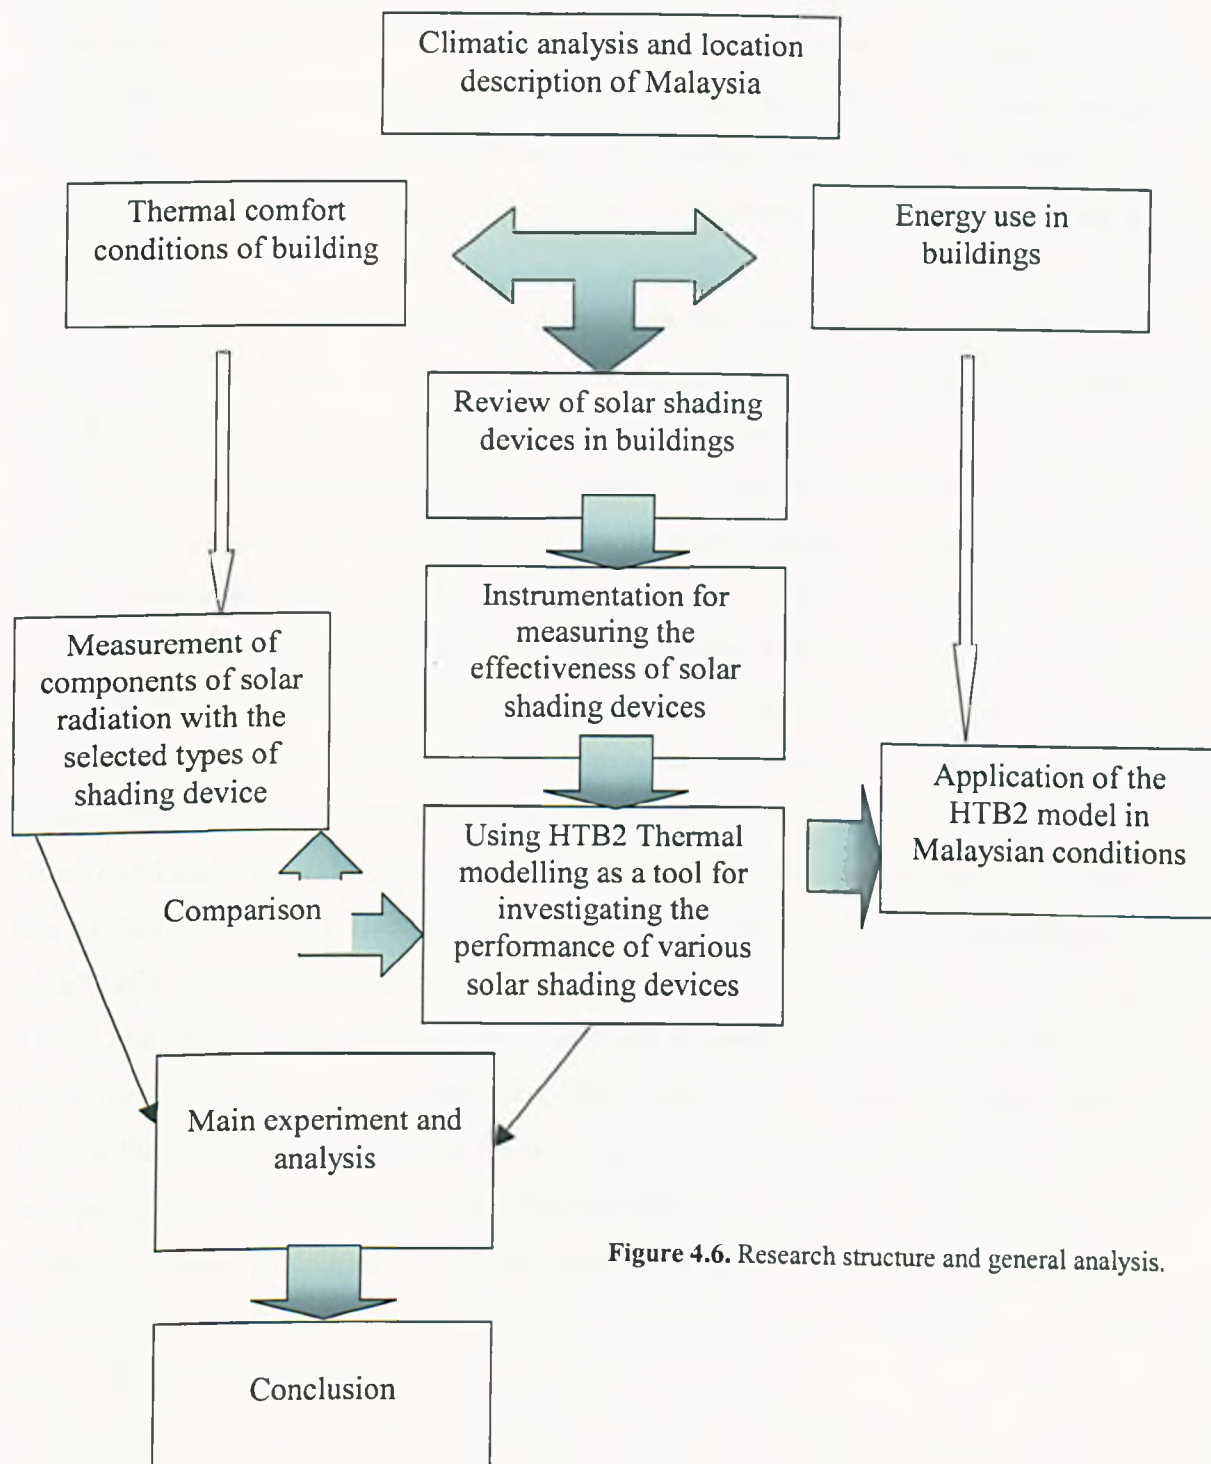 Climatic analysis and location
description of Malaysia
Thermal comfort
conditions of building
Energy use in
buildings
Review of solar shading
devices in buildings
Instrumentation for
measuring the
effectiveness of solar
shading devices
Measurement of
components of solar
radiation with the
selected types of
shading device
Application of the
HTB2 model in
Malaysian conditions
Using HTB2 Thermal
modelling as a tool for
investigating the
performance of various
solar shading devices
Comparison
Main experiment and
analysis
Figure 4.6. Research structure and general analysis.
Conclusion